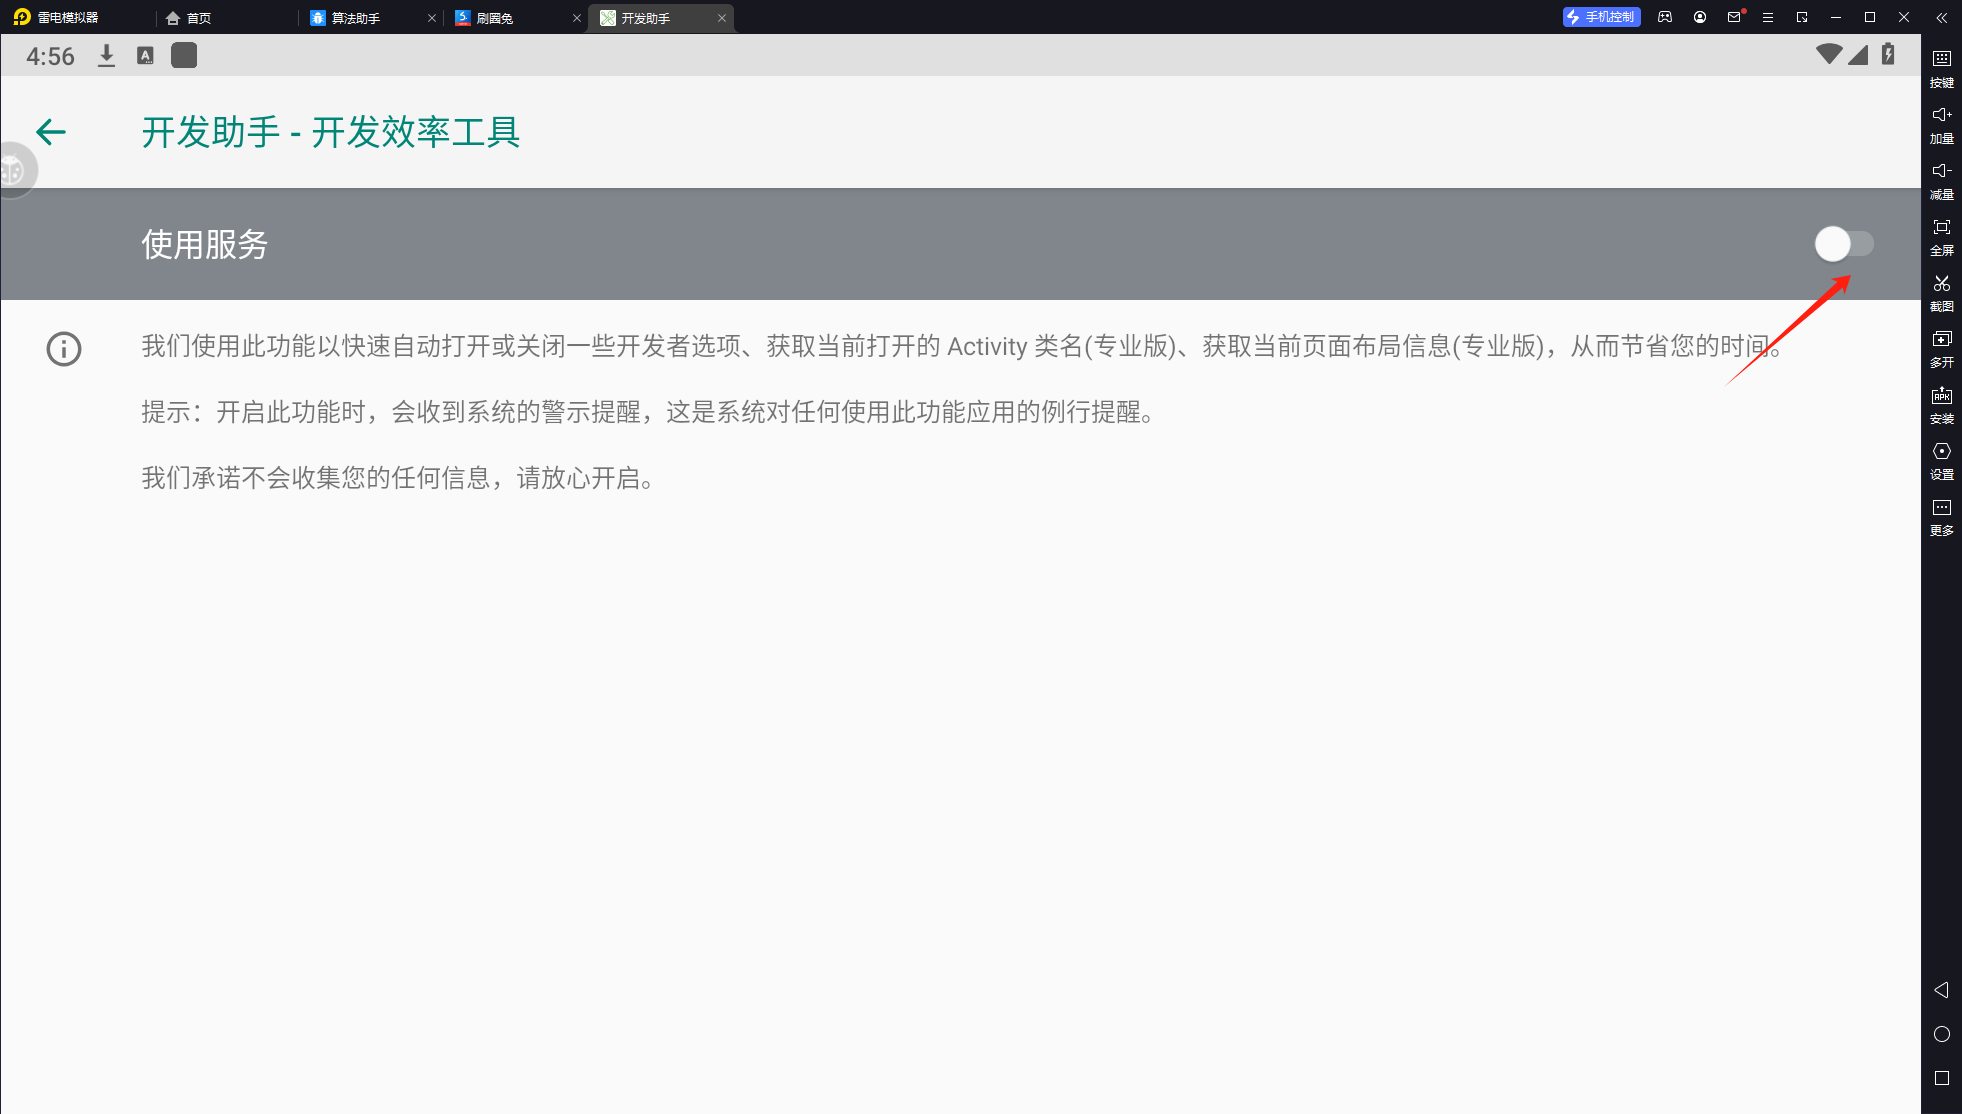 雷电模拟器
首页
算法助手
刷圈兔
开发助手
手机控制
4:56
A
开发助手 - 开发效率工具
使用服务
我们使用此功能以快速自动打开或关闭一些开发者选项、获取当前打开的 Activity 类名(专业版)、获取当前页面布局信息(专业版)，从而节省您的时间。
提示：开启此功能时，会收到系统的警示提醒，这是系统对任何使用此功能应用的例行提醒。
我们承诺不会收集您的任何信息，请放心开启。
按键
加量
减量
全屏
截图
多开
APK
安装
设置
更多